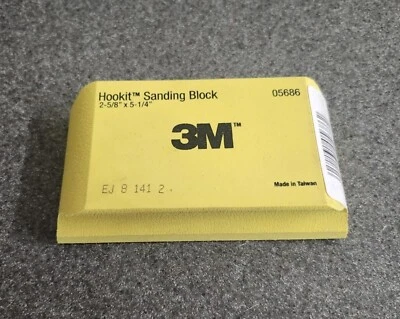 Hookit™ Sanding Block 05686
2-5/8" x 5-1/4"
3M™
Made in Taiwan
EJ 8 141 2